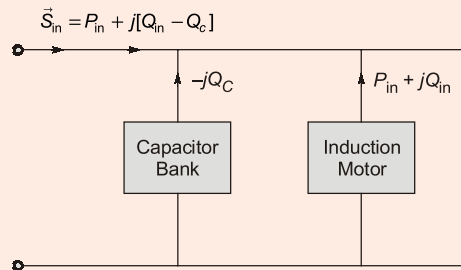 S⃗in = Pin + j[Qin − Qc]
−jQC
Pin + jQin
Capacitor
Bank
Induction
Motor